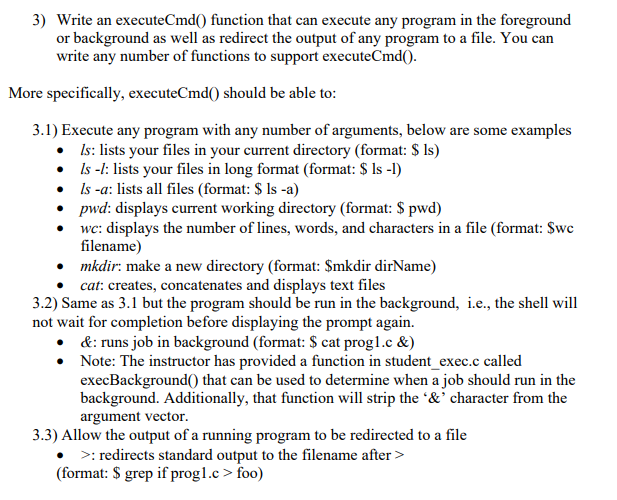 3) Write an executeCmd() function that can execute any program in the foreground
or background as well as redirect the output of any program to a file. You can
write any number of functions to support executeCmd().
More specifically, executeCmd() should be able to:
3.1) Execute any program with any number of arguments, below are some examples
• ls: lists your files in your current directory (format: $ ls)
• ls -l: lists your files in long format (format: $ ls -l)
• ls -a: lists all files (format: $ ls -a)
• pwd: displays current working directory (format: $ pwd)
• wc: displays the number of lines, words, and characters in a file (format: $wc
filename)
• mkdir: make a new directory (format: $mkdir dirName)
• cat: creates, concatenates and displays text files
3.2) Same as 3.1 but the program should be run in the background, i.e., the shell will
not wait for completion before displaying the prompt again.
• &: runs job in background (format: $ cat prog1.c &)
• Note: The instructor has provided a function in student_exec.c called
execBackground() that can be used to determine when a job should run in the
background. Additionally, that function will strip the ‘&’ character from the
argument vector.
3.3) Allow the output of a running program to be redirected to a file
• >: redirects standard output to the filename after >
(format: $ grep if prog1.c > foo)